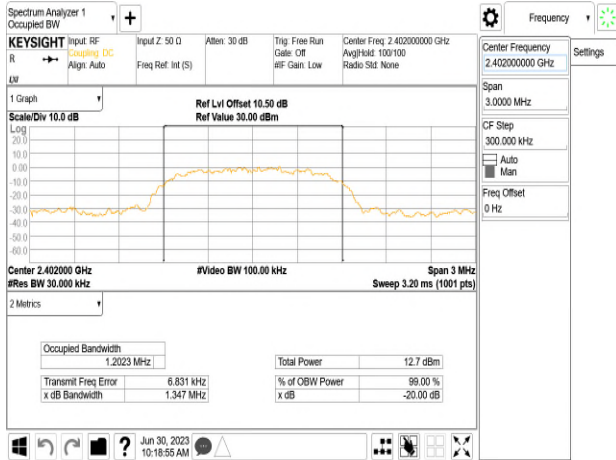 Spectrum Analyzer 1
Occupied BW
+
KEYSIGHT
R
LXI
Input: RF
Coupling: DC
Align: Auto
Input Z: 50 Ω
Freq Ref: Int (S)
Atten: 30 dB
Trig: Free Run
Gate: Off
#IF Gain: Low
Center Freq: 2.402000000 GHz
Avg|Hold: 100/100
Radio Std: None
1 Graph
Scale/Div 10.0 dB
Ref Lvl Offset 10.50 dB
Ref Value 30.00 dBm
Log
20.0
10.0
0.00
-10.0
-20.0
-30.0
-40.0
-50.0
-60.0
Center 2.402000 GHz
#Res BW 30.000 kHz
#Video BW 100.00 kHz
Span 3 MHz
Sweep 3.20 ms (1001 pts)
2 Metrics
Occupied Bandwidth
1.2023 MHz
Transmit Freq Error 6.831 kHz
x dB Bandwidth 1.347 MHz
Total Power 12.7 dBm
% of OBW Power 99.00 %
x dB -20.00 dB
?
Jun 30, 2023
10:18:55 AM
Frequency
Settings
Center Frequency
2.402000000 GHz
Span
3.0000 MHz
CF Step
300.000 kHz
Auto
Man
Freq Offset
0 Hz